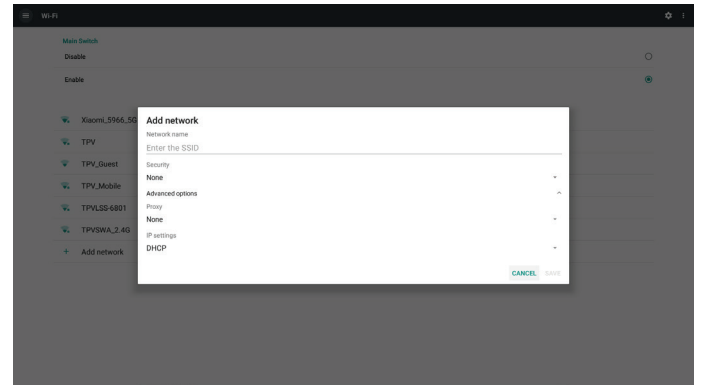 Wi-Fi
Main Switch
Disable
Enable
Xiaomi_5966_5G
TPV
TPV_Guest
TPV_Mobile
TPVLSS-6801
TPVSWA_2.4G
Add network
Add network
Network name
Enter the SSID
Security
None
Advanced options
Proxy
None
IP settings
DHCP
CANCEL SAVE